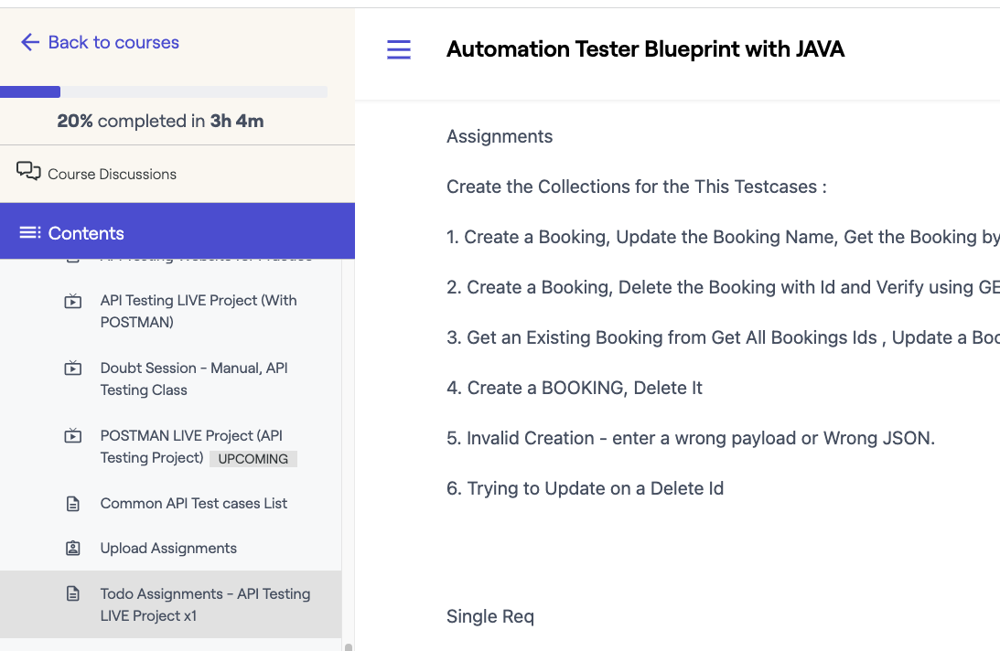 Back to courses
20% completed in 3h 4m
Course Discussions
Contents
API Testing Website for Practice
API Testing LIVE Project (With
POSTMAN)
Doubt Session - Manual, API
Testing Class
POSTMAN LIVE Project (API
Testing Project) UPCOMING
Common API Test cases List
Upload Assignments
Todo Assignments - API Testing
LIVE Project x1
Automation Tester Blueprint with JAVA
Assignments
Create the Collections for the This Testcases :
1. Create a Booking, Update the Booking Name, Get the Booking by
2. Create a Booking, Delete the Booking with Id and Verify using GE
3. Get an Existing Booking from Get All Bookings Ids , Update a Boo
4. Create a BOOKING, Delete It
5. Invalid Creation - enter a wrong payload or Wrong JSON.
6. Trying to Update on a Delete Id
Single Req